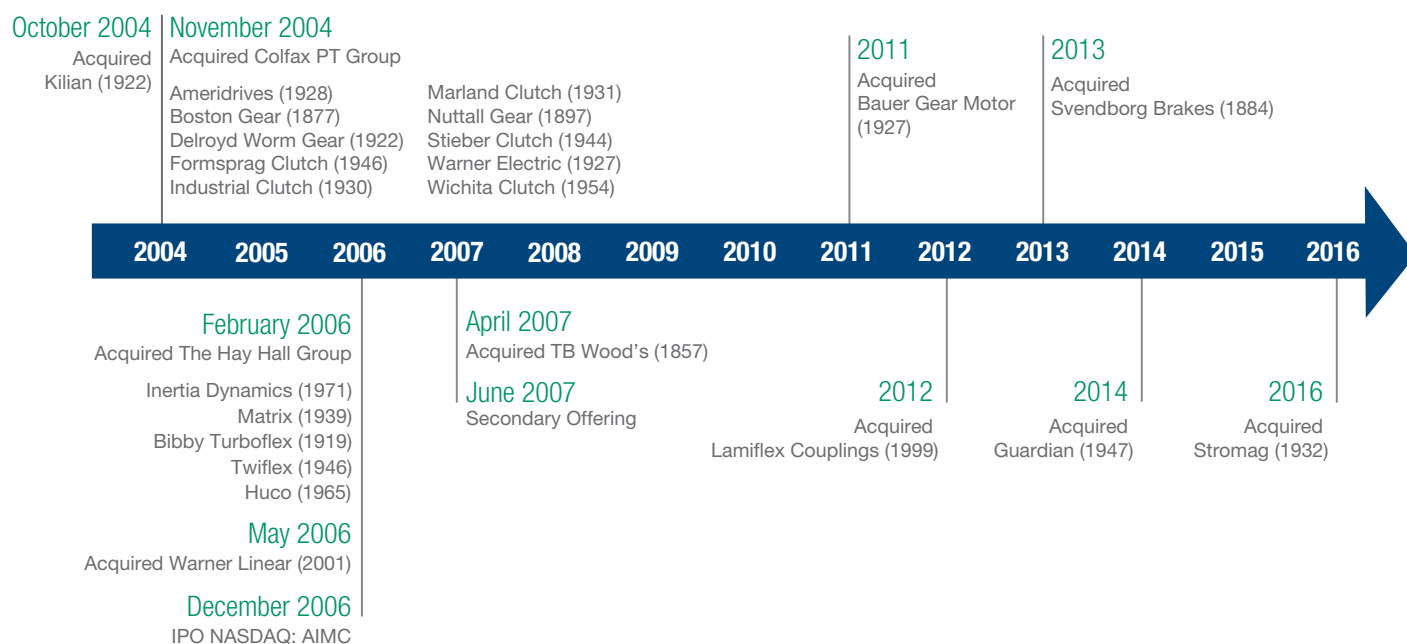 October 2004
Acquired
Kilian (1922)
November 2004
Acquired Colfax PT Group
Ameridrives (1928)
Boston Gear (1877)
Delroyd Worm Gear (1922)
Formsprag Clutch (1946)
Industrial Clutch (1930)
Marland Clutch (1931)
Nuttall Gear (1897)
Stieber Clutch (1944)
Warner Electric (1927)
Wichita Clutch (1954)
2011
Acquired
Bauer Gear Motor
(1927)
2013
Acquired
Svendborg Brakes (1884)
2004 2005 2006 2007 2008 2009 2010 2011 2012 2013 2014 2015 2016
February 2006
Acquired The Hay Hall Group
Inertia Dynamics (1971)
Matrix (1939)
Bibby Turboflex (1919)
Twiflex (1946)
Huco (1965)
May 2006
Acquired Warner Linear (2001)
December 2006
IPO NASDAQ: AIMC
April 2007
Acquired TB Wood's (1857)
June 2007
Secondary Offering
2012
Acquired
Lamiflex Couplings (1999)
2014
Acquired
Guardian (1947)
2016
Acquired
Stromag (1932)